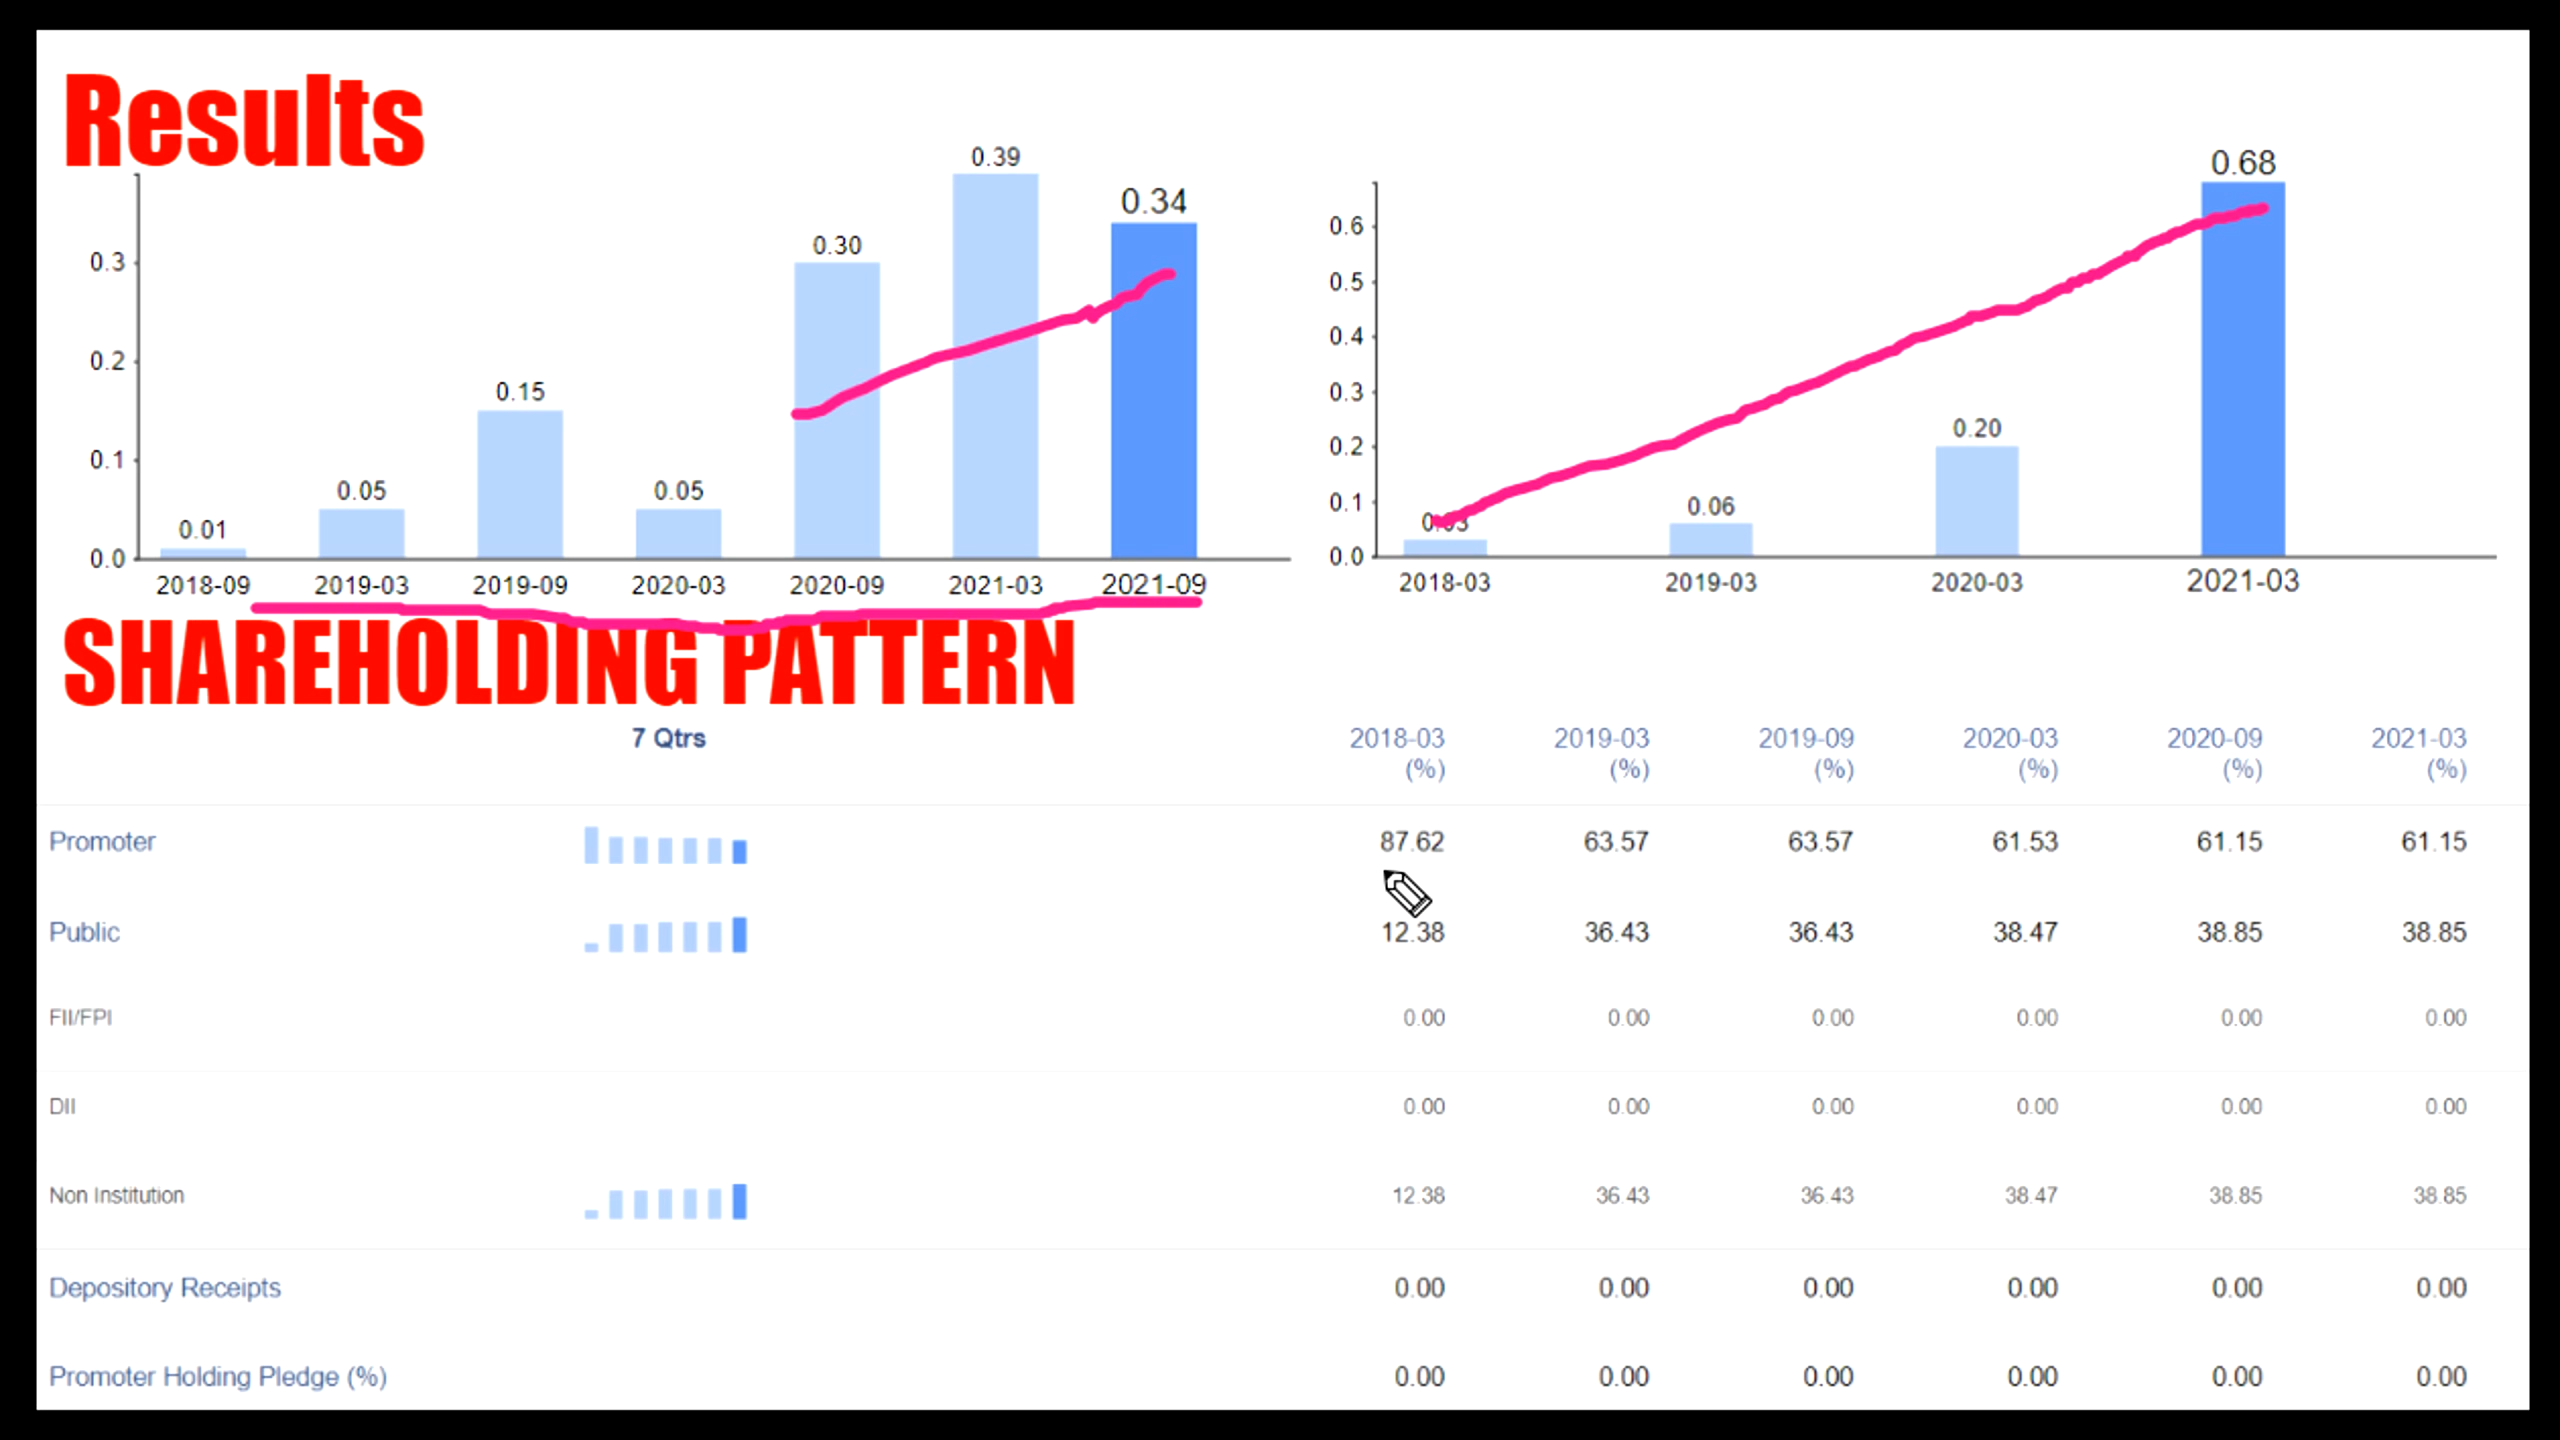 Results
0.39
0.34
0.30
0.15
0.05
0.05
0.01
0.3
0.2
0.1
0.0
2018-09 2019-03 2019-09 2020-03 2020-09 2021-03 2021-09
0.68
0.20
0.06
0.03
0.6
0.5
0.4
0.3
0.2
0.1
0.0
2018-03 2019-03 2020-03 2021-03
SHAREHOLDING PATTERN
7 Qtrs 2018-03 2019-03 2019-09 2020-03 2020-09 2021-03
(%) (%) (%) (%) (%) (%)
Promoter 87.62 63.57 63.57 61.53 61.15 61.15
Public 12.38 36.43 36.43 38.47 38.85 38.85
FII/FPI 0.00 0.00 0.00 0.00 0.00 0.00
DII 0.00 0.00 0.00 0.00 0.00 0.00
Non Institution 12.38 36.43 36.43 38.47 38.85 38.85
Depository Receipts 0.00 0.00 0.00 0.00 0.00 0.00
Promoter Holding Pledge (%) 0.00 0.00 0.00 0.00 0.00 0.00